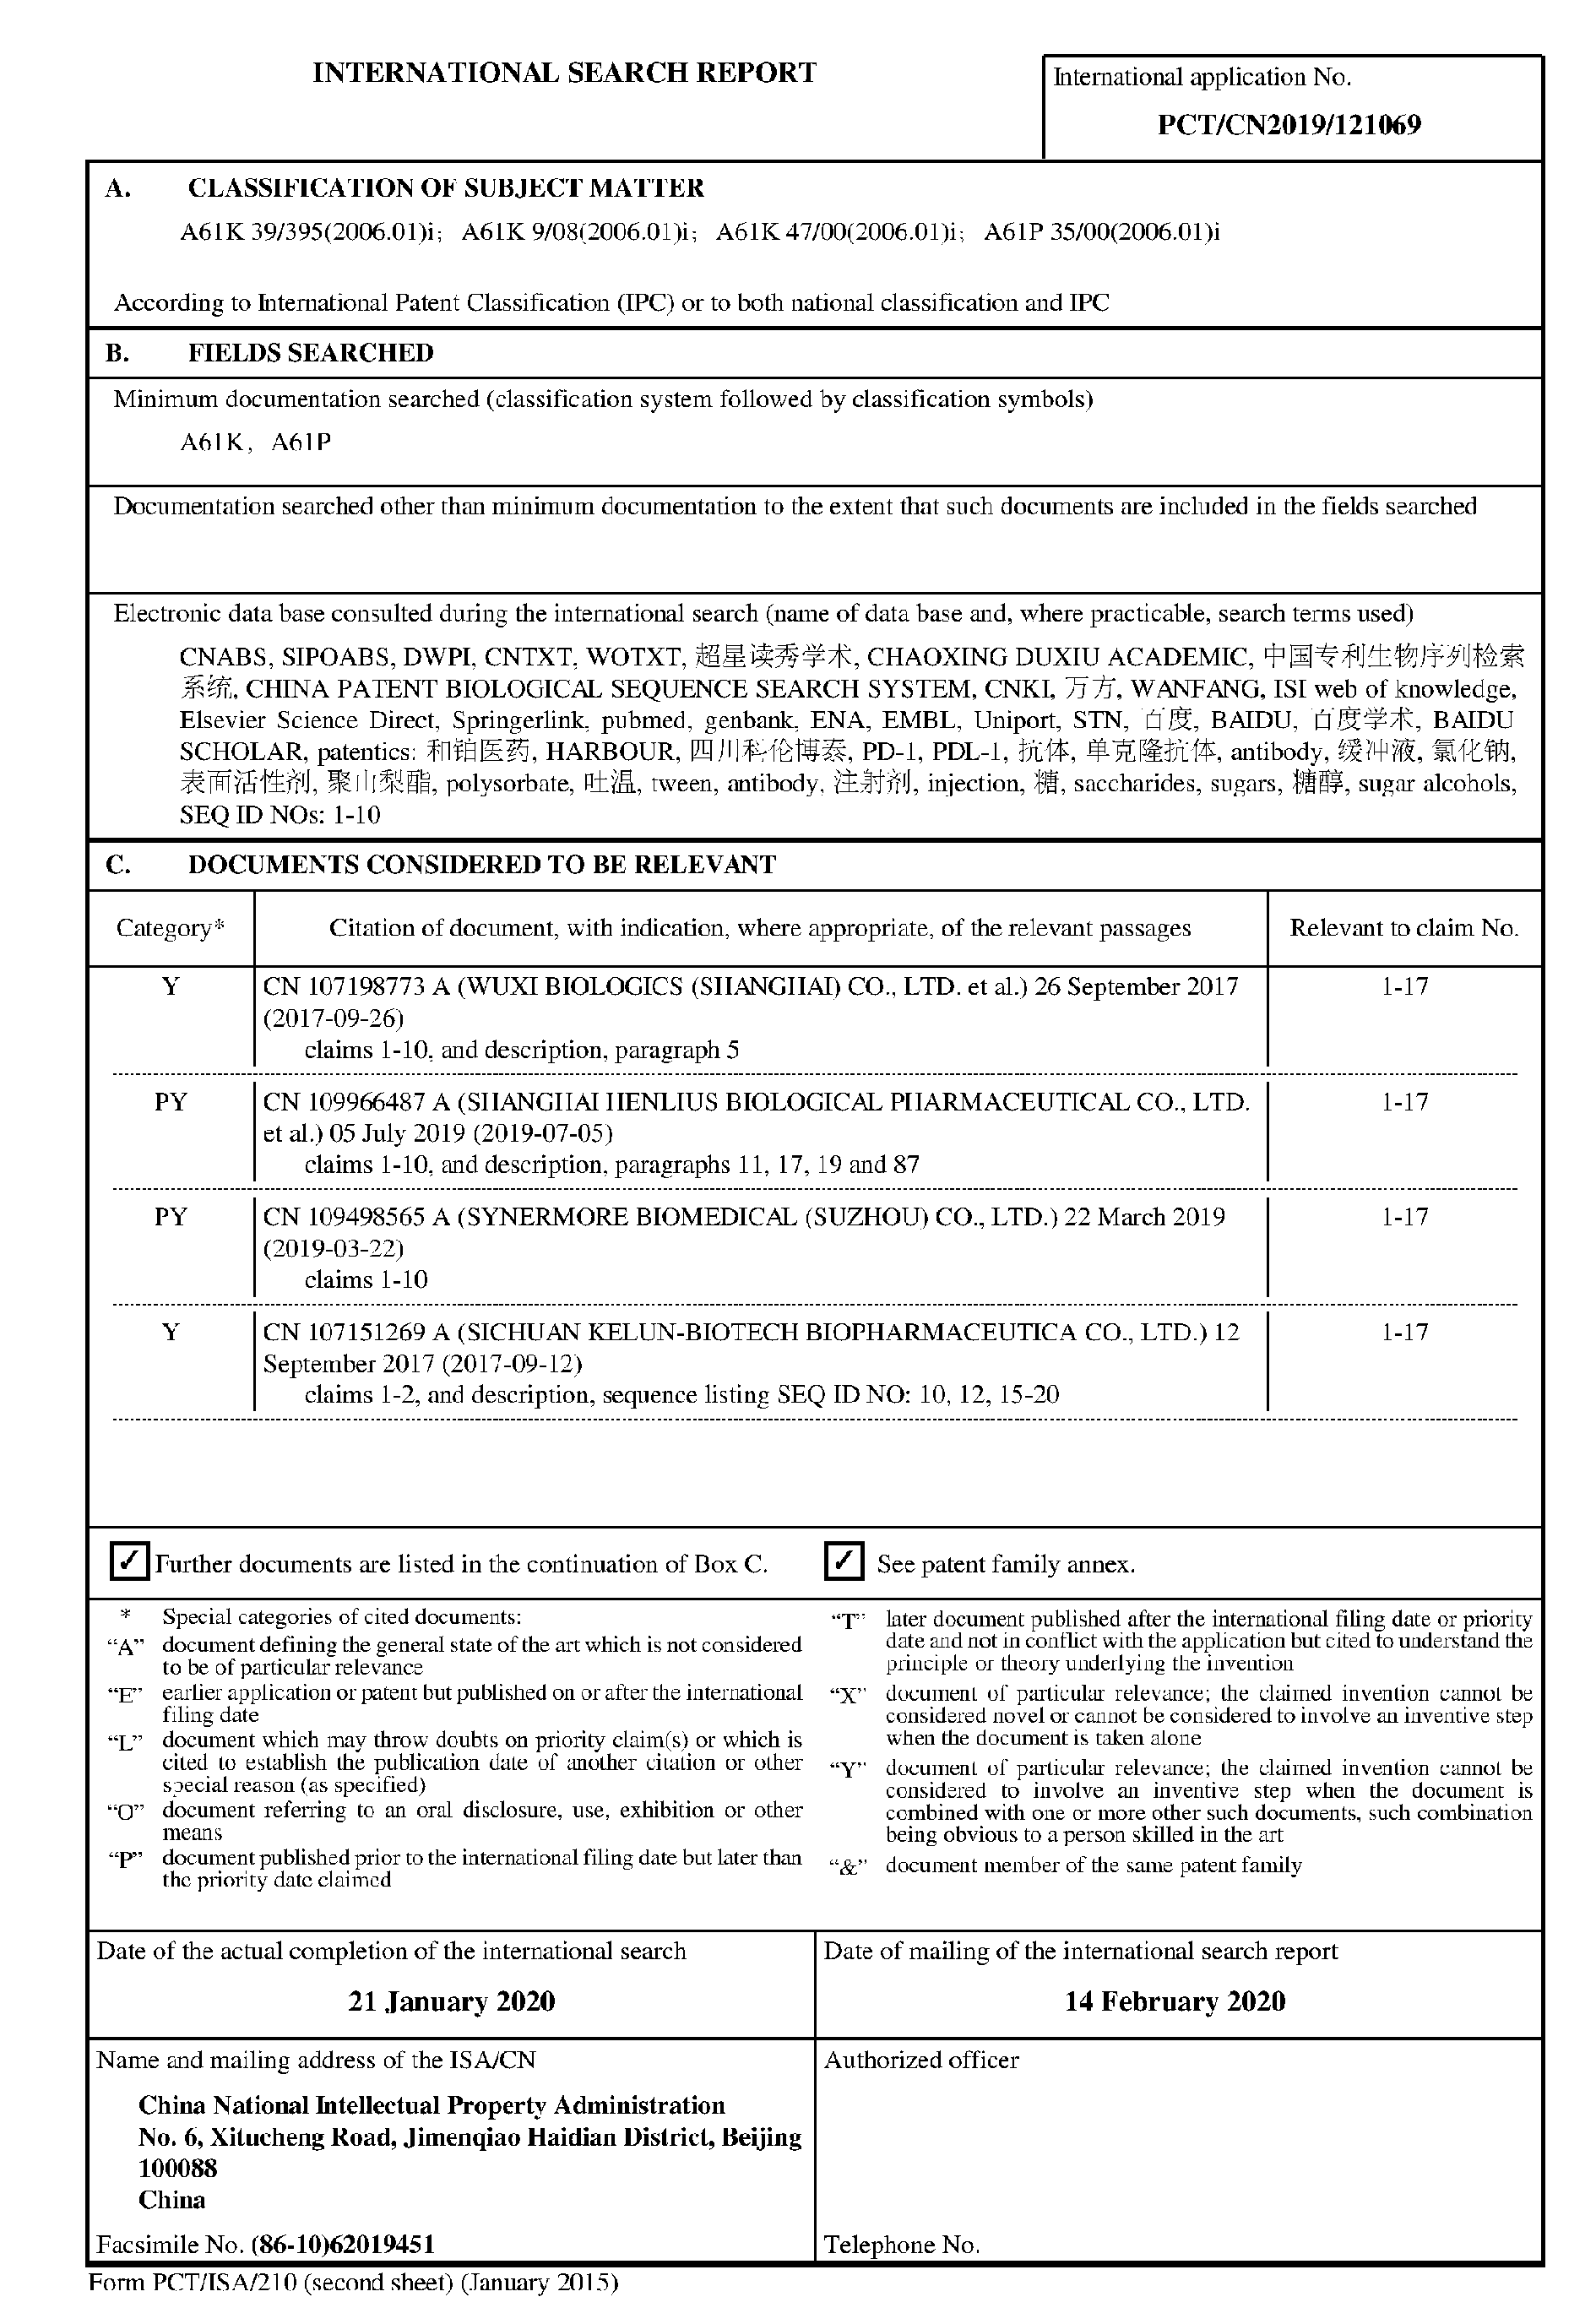 INTERNATIONAL SEARCH REPORT
International application No.
PCT/CN2019/121069
A. CLASSIFICATION OF SUBJECT MATTER
A61K 39/395(2006.01)i; A61K 9/08(2006.01)i; A61K 47/00(2006.01)i; A61P 35/00(2006.01)i
According to International Patent Classification (IPC) or to both national classification and IPC
B. FIELDS SEARCHED
Minimum documentation searched (classification system followed by classification symbols)
A61K, A61P
Documentation searched other than minimum documentation to the extent that such documents are included in the fields searched
Electronic data base consulted during the international search (name of data base and, where practicable, search terms used)
CNABS, SIPOABS, DWPI, CNTXT, WOTXT, 超星读秀学术, CHAOXING DUXIU ACADEMIC, 中国专利生物序列检索
系统, CHINA PATENT BIOLOGICAL SEQUENCE SEARCH SYSTEM, CNKI, 万方, WANFANG, ISI web of knowledge,
Elsevier Science Direct, Springerlink, pubmed, genbank, ENA, EMBL, Uniport, STN, 百度, BAIDU, 百度学术, BAIDU
SCHOLAR, patentics: 和铂医药, HARBOUR, 四川科伦博泰, PD-1, PDL-1, 抗体, 单克隆抗体, antibody, 缓冲液, 氯化钠,
表面活性剂, 聚山梨酯, polysorbate, 吐温, tween, antibody, 注射剂, injection, 糖, saccharides, sugars, 糖醇, sugar alcohols,
SEQ ID NOs: 1-10
C. DOCUMENTS CONSIDERED TO BE RELEVANT
Category* Citation of document, with indication, where appropriate, of the relevant passages Relevant to claim No.
Y CN 107198773 A (WUXI BIOLOGICS (SHANGHAI) CO., LTD. et al.) 26 September 2017 1-17
(2017-09-26)
claims 1-10, and description, paragraph 5
PY CN 109966487 A (SHANGHAI HENLIUS BIOLOGICAL PHARMACEUTICAL CO., LTD. 1-17
et al.) 05 July 2019 (2019-07-05)
claims 1-10, and description, paragraphs 11, 17, 19 and 87
PY CN 109498565 A (SYNERMORE BIOMEDICAL (SUZHOU) CO., LTD.) 22 March 2019 1-17
(2019-03-22)
claims 1-10
Y CN 107151269 A (SICHUAN KELUN-BIOTECH BIOPHARMACEUTICA CO., LTD.) 12 1-17
September 2017 (2017-09-12)
claims 1-2, and description, sequence listing SEQ ID NO: 10, 12, 15-20
✓ Further documents are listed in the continuation of Box C. ✓ See patent family annex.
* Special categories of cited documents:
“A” document defining the general state of the art which is not considered
to be of particular relevance
“E” earlier application or patent but published on or after the international
filing date
“L” document which may throw doubts on priority claim(s) or which is
cited to establish the publication date of another citation or other
special reason (as specified)
“O” document referring to an oral disclosure, use, exhibition or other
means
“P” document published prior to the international filing date but later than
the priority date claimed
“T” later document published after the international filing date or priority
date and not in conflict with the application but cited to understand the
principle or theory underlying the invention
“X” document of particular relevance; the claimed invention cannot be
considered novel or cannot be considered to involve an inventive step
when the document is taken alone
“Y” document of particular relevance; the claimed invention cannot be
considered to involve an inventive step when the document is
combined with one or more other such documents, such combination
being obvious to a person skilled in the art
“&” document member of the same patent family
Date of the actual completion of the international search
21 January 2020
Date of mailing of the international search report
14 February 2020
Name and mailing address of the ISA/CN
China National Intellectual Property Administration
No. 6, Xitucheng Road, Jimenqiao Haidian District, Beijing
100088
China
Facsimile No. (86-10)62019451
Authorized officer
Telephone No.
Form PCT/ISA/210 (second sheet) (January 2015)